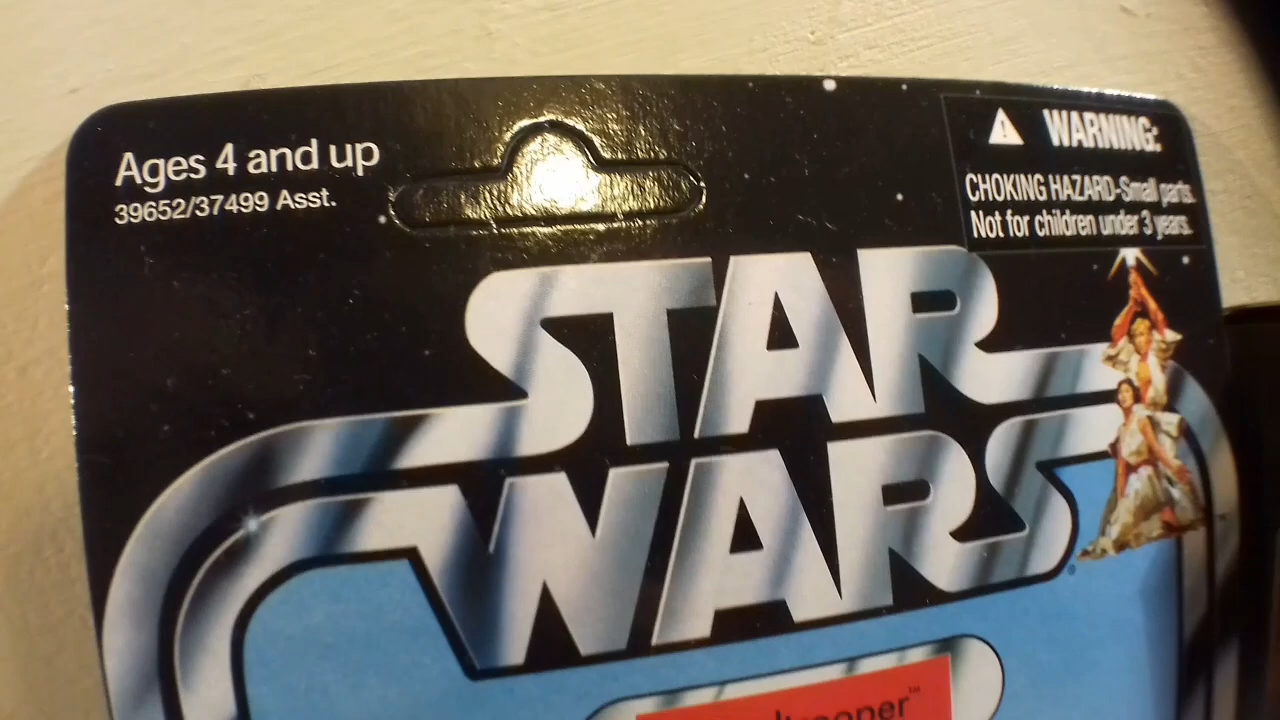 Ages 4 and up
39652/37499 Asst.
WARNING:
CHOKING HAZARD-Small parts.
Not for children under 3 years.
STAR
WARS